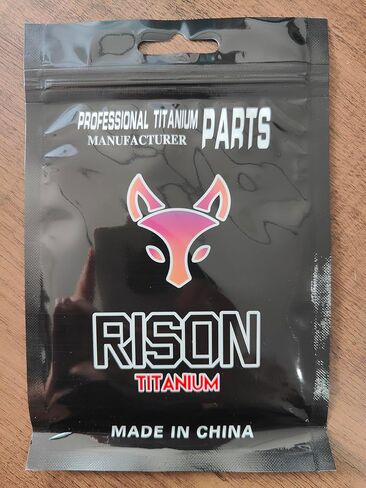 PROFESSIONAL TITANIUM
MANUFACTURER PARTS
RISON
TITANIUM
MADE IN CHINA